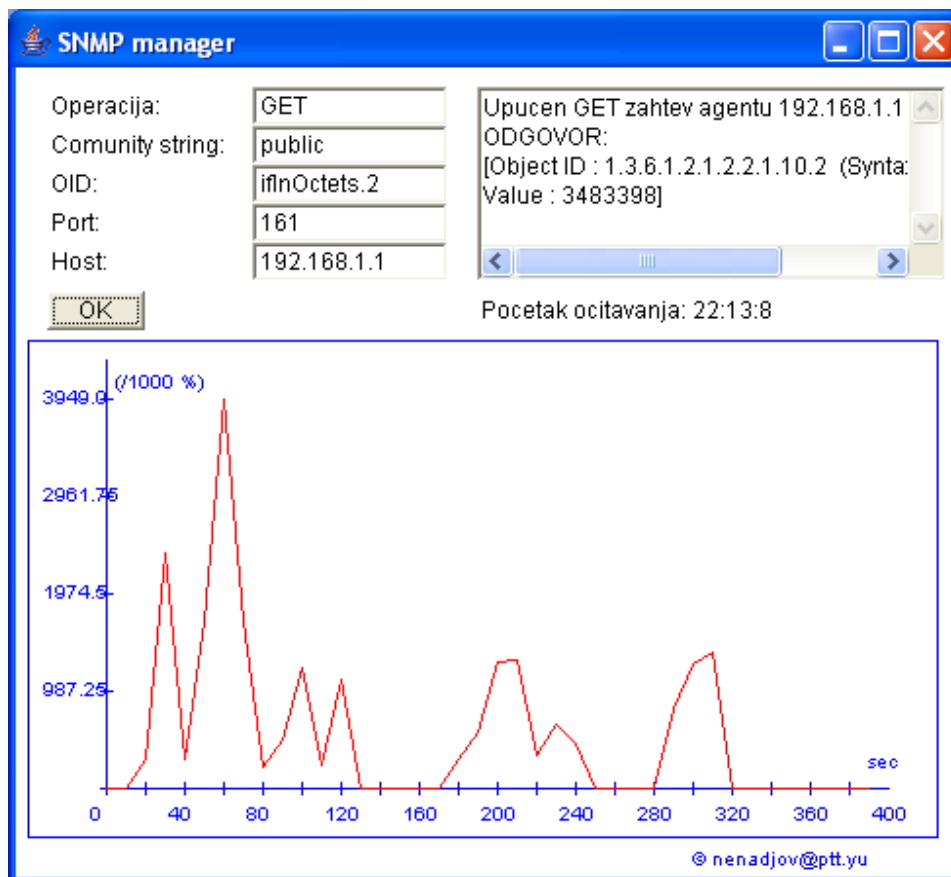 SNMP manager
Operacija: GET
Comunity string: public
OID: ifInOctets.2
Port: 161
Host: 192.168.1.1
OK
Upucen GET zahtev agentu 192.168.1.1
ODGOVOR:
[Object ID : 1.3.6.1.2.1.2.2.1.10.2 (Synta:
Value : 3483398]
Pocetak ocitavanja: 22:13:8
(/1000 %)
3949.0
2961.75
1974.5
987.25
sec
0 40 80 120 160 200 240 280 320 360 400
© nenadjov@ptt.yu